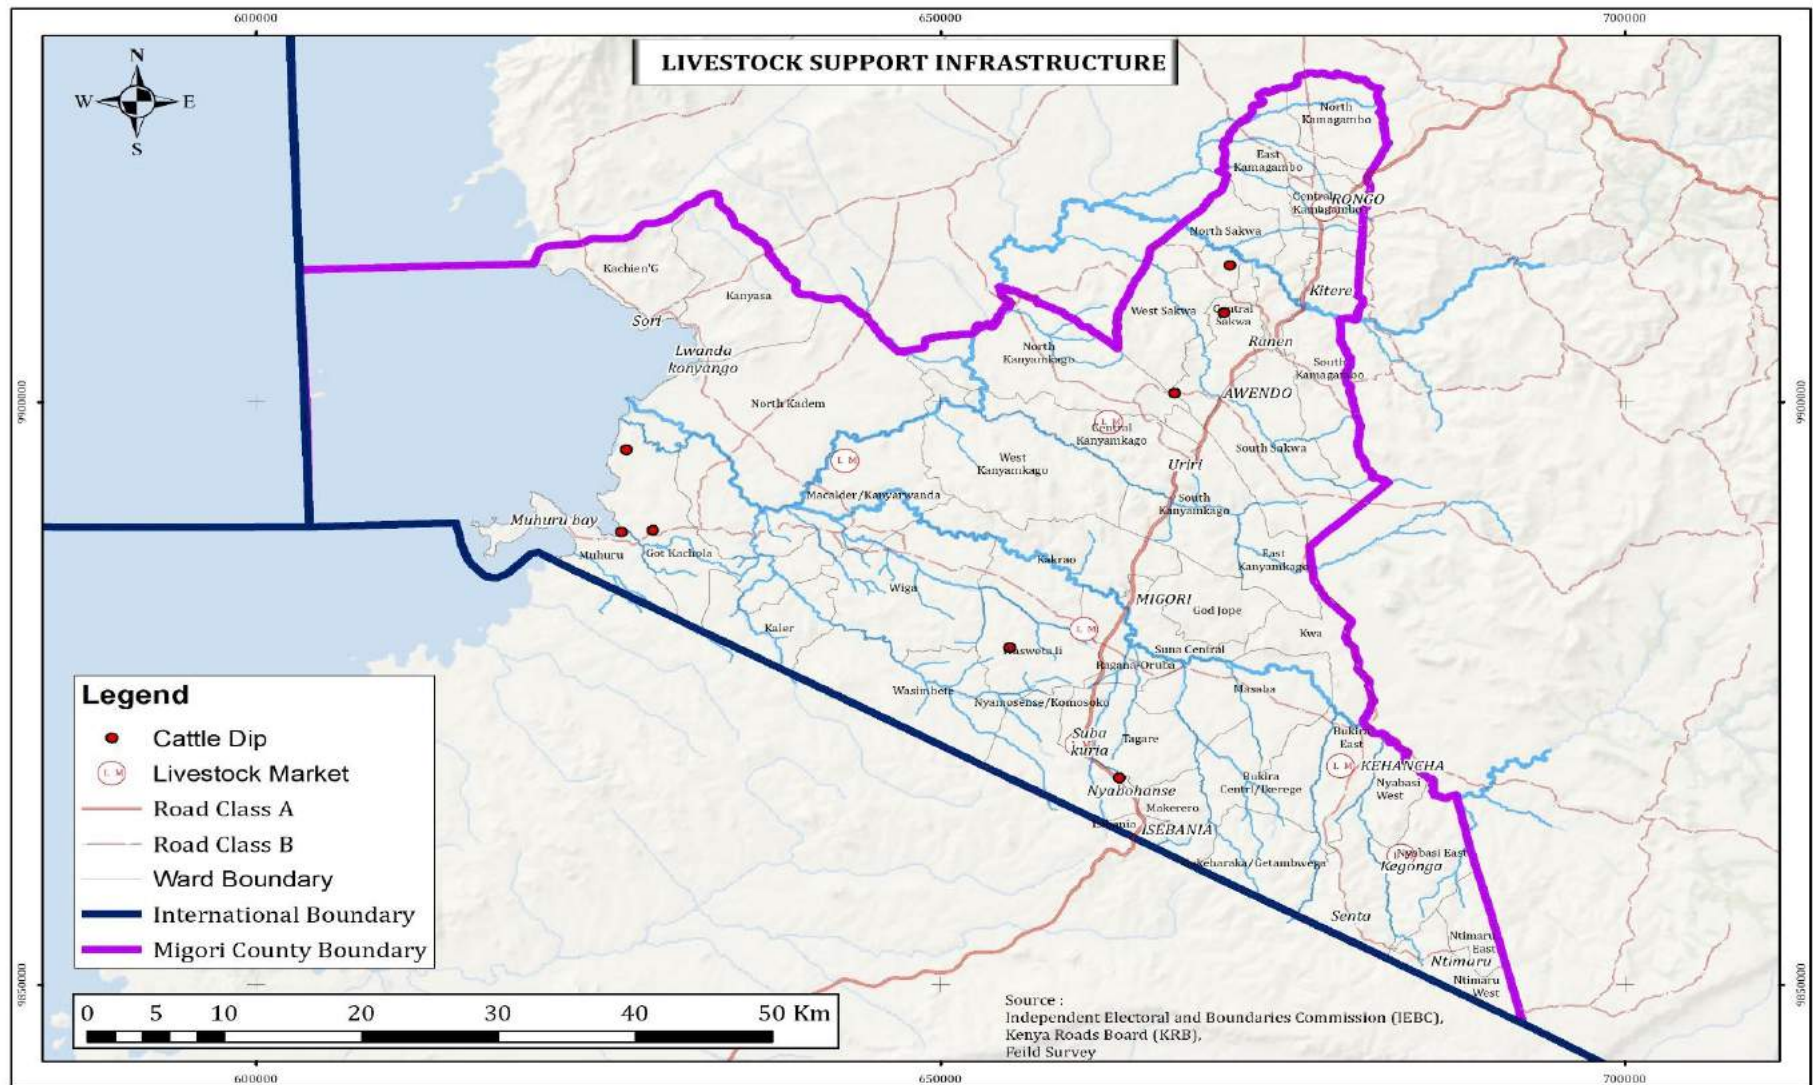 600000
650000
700000
LIVESTOCK SUPPORT INFRASTRUCTURE
N
W
E
S
North
Kamagambo
East
Kamagambo
Central
Kamagambo
RONGO
North Sakwa
Kachien'G
Kanyasa
Kitere
West Sakwa
Central
Sakwa
Sori
Ranen
Lwanda
konyango
North
Kanyamkago
South
Kamagambo
9900000
9900000
North Kadem
AWENDO
L M
Central
Kanyamkago
South Sakwa
L M
West
Kanyamkago
Uriri
Macalder/Kanyarwanda
South
Kanyamkago
Muhuru bay
Muhuru
Got Kachola
Kakrao
East
Kanyamkago
Wiga
MIGORI
God Jope
Kaler
L M
Kwa
Suna Central
Ragana/Oruba
Wasimbete
Masaba
Nyamosense/Komosoko
Suba
kuria
Tagare
Bukira
East
L M
KEHANCHA
Nyabasi
West
Bukira
Centrl/Ikerege
Nyabohanse
Makerero
ISEBANIA
Nyabasi East
Kegonga
Senta
Ntimaru
East
Ntimaru
Ntimaru
West
Legend
Cattle Dip
L M
Livestock Market
Road Class A
Road Class B
Ward Boundary
International Boundary
Migori County Boundary
9850000
9850000
0 5 10 20 30 40 50 Km
Source :
Independent Electoral and Boundaries Commission (IEBC),
Kenya Roads Board (KRB),
Feild Survey
600000
650000
700000